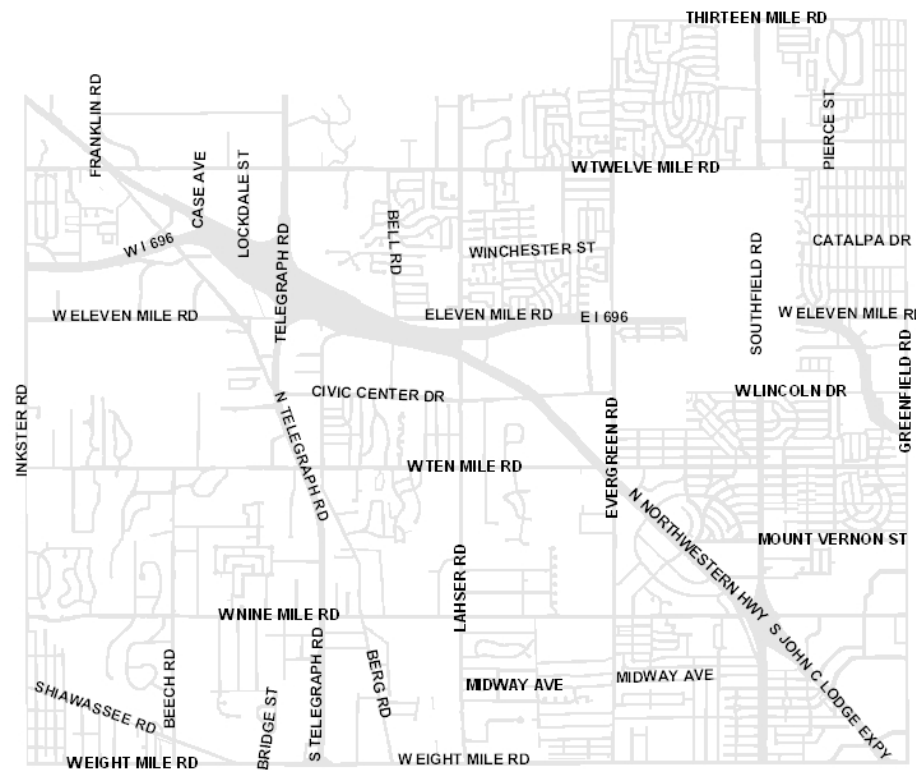 THIRTEEN MILE RD
FRANKLIN RD
PIERCE ST
CASE AVE
LOCKDALE ST
W TWELVE MILE RD
W I 696
TELEGRAPH RD
BELL RD
WINCHESTER ST
CATALPA DR
SOUTHFIELD RD
W ELEVEN MILE RD
ELEVEN MILE RD
E I 696
W ELEVEN MILE RD
GREENFIELD RD
INKSTER RD
CIVIC CENTER DR
W LINCOLN DR
N TELEGRAPH RD
EVERGREEN RD
W TEN MILE RD
N NORTHWESTERN HWY
MOUNT VERNON ST
LAHSER RD
W NINE MILE RD
S JOHN C LODGE EXPY
SHIAWASSEE RD
BEECH RD
BRIDGE ST
S TELEGRAPH RD
BERG RD
MIDWAY AVE
MIDWAY AVE
W EIGHT MILE RD
W EIGHT MILE RD